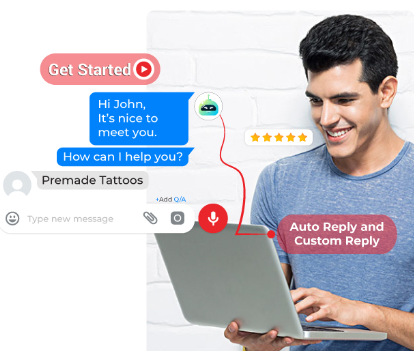 Get Started
Hi John,
It's nice to
meet you.
How can I help you?
Premade Tattoos
+Add Q/A
Type new message
Auto Reply and
Custom Reply